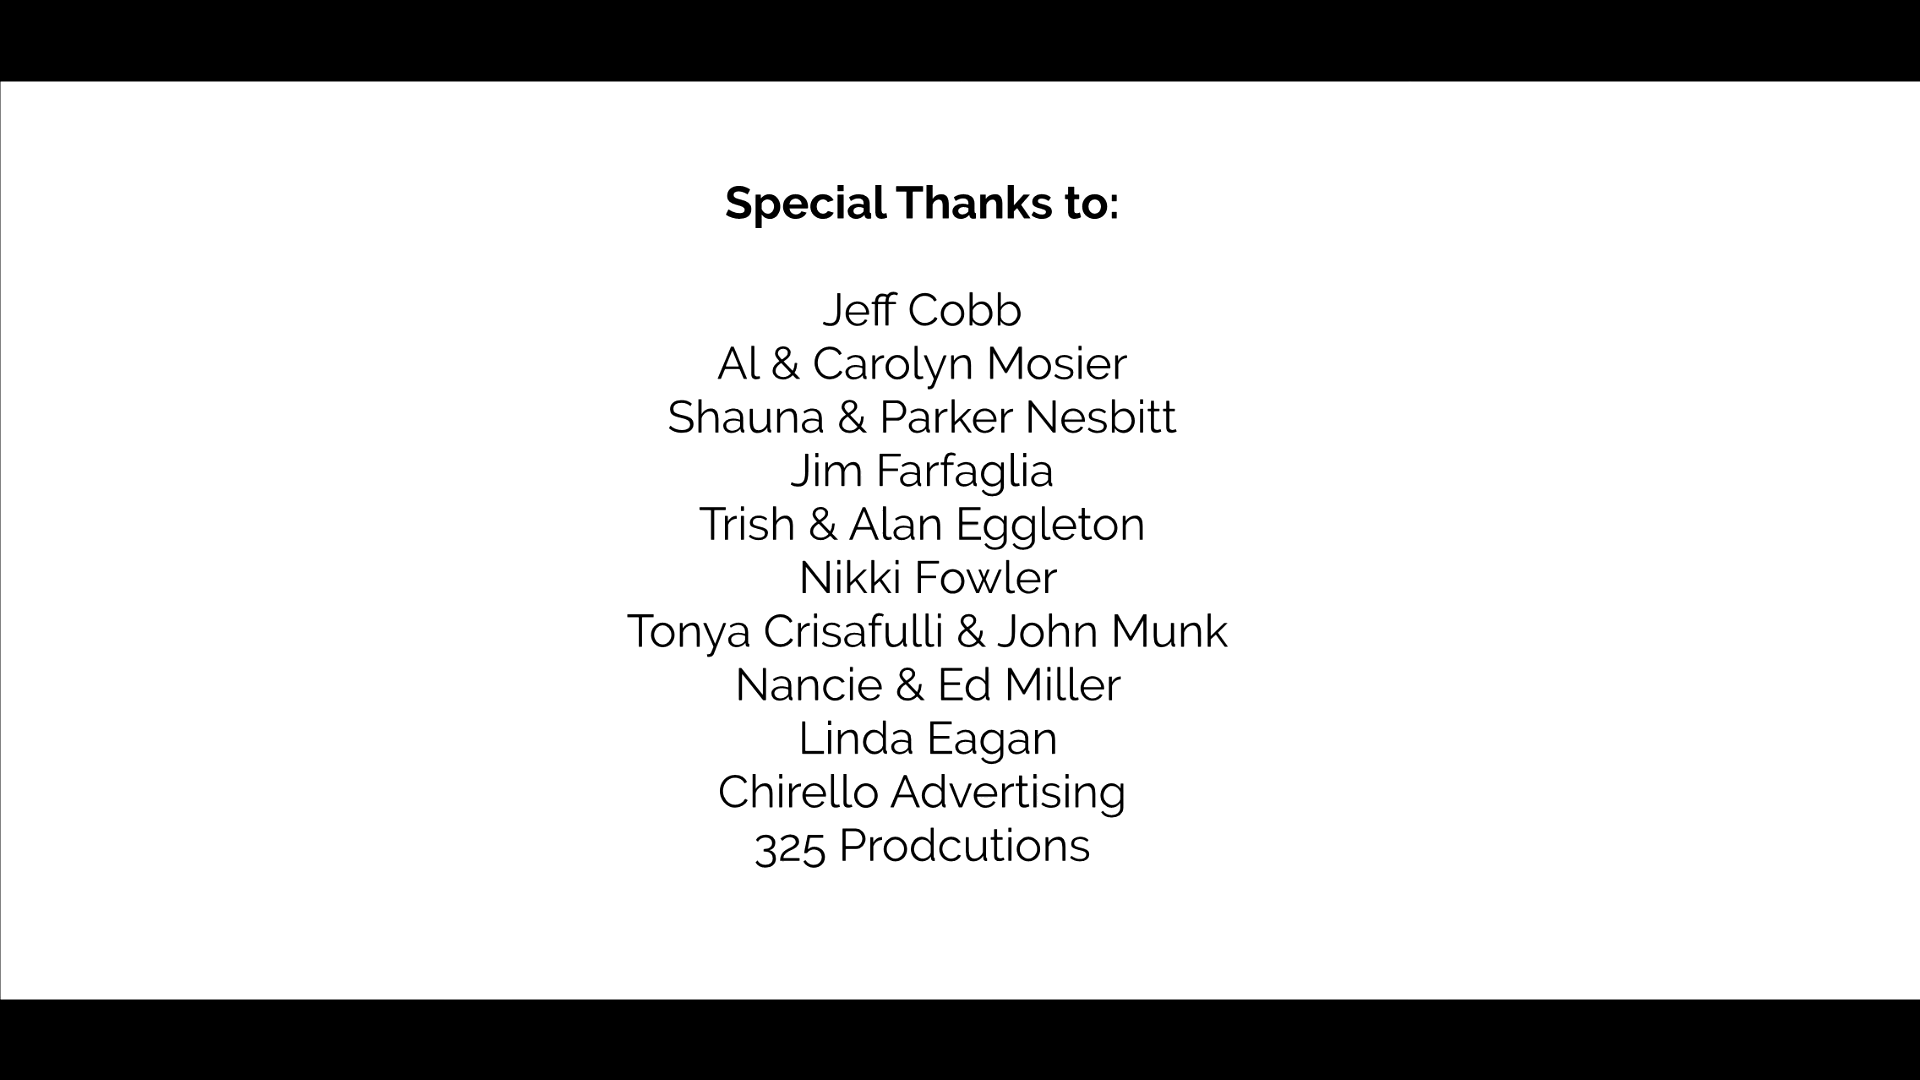 Special Thanks to:
Jeff Cobb
Al & Carolyn Mosier
Shauna & Parker Nesbitt
Jim Farfaglia
Trish & Alan Eggleton
Nikki Fowler
Tonya Crisafulli & John Munk
Nancie & Ed Miller
Linda Eagan
Chirello Advertising
325 Prodcutions